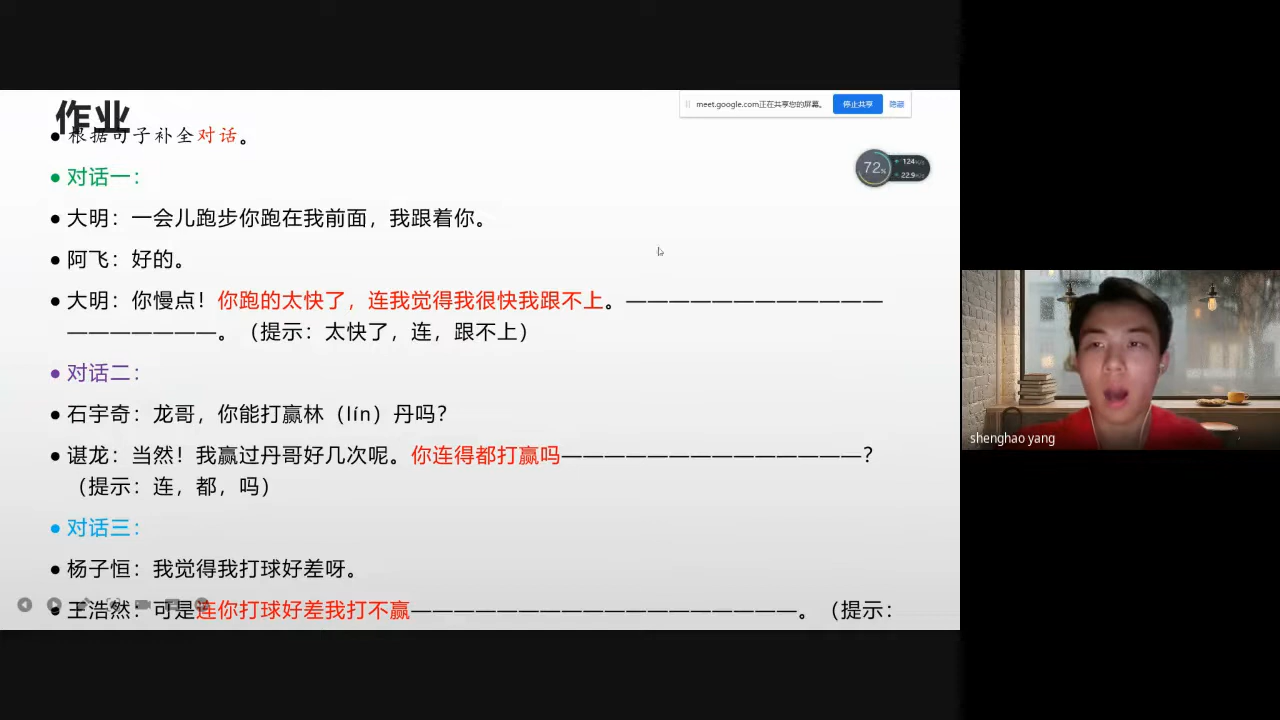 作业
meet.google.com正在共享您的屏幕。 停止共享 隐藏
● 根据句子补全对话。
72%
124K/s
22.9K/s
● 对话一：
● 大明：一会儿跑步你跑在我前面，我跟着你。
● 阿飞：好的。
● 大明：你慢点！你跑的太快了，连我觉得我很快我跟不上。————————————
———————。（提示：太快了，连，跟不上）
● 对话二：
● 石宇奇：龙哥，你能打赢林（lín）丹吗？
● 谌龙：当然！我赢过丹哥好几次呢。你连得都打赢吗——————————————？
（提示：连，都，吗）
● 对话三：
● 杨子恒：我觉得我打球好差呀。
● 王浩然：可是连你打球好差我打不赢——————————————————。（提示：
shenghao yang